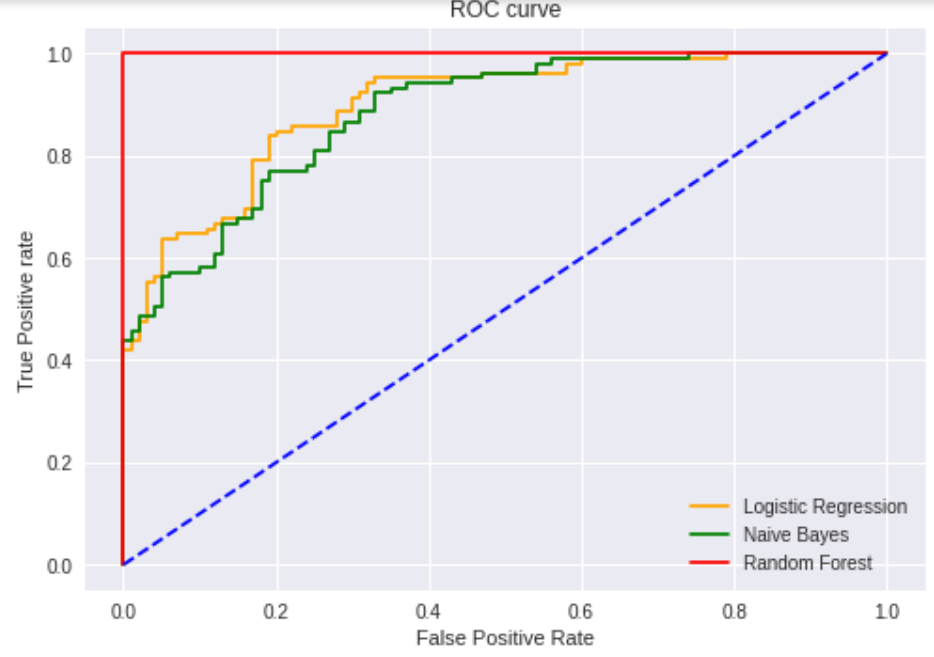 ROC curve
1.0
0.8
0.6
0.4
0.2
0.0
True Positive rate
Logistic Regression
Naive Bayes
Random Forest
0.0 0.2 0.4 0.6 0.8 1.0
False Positive Rate